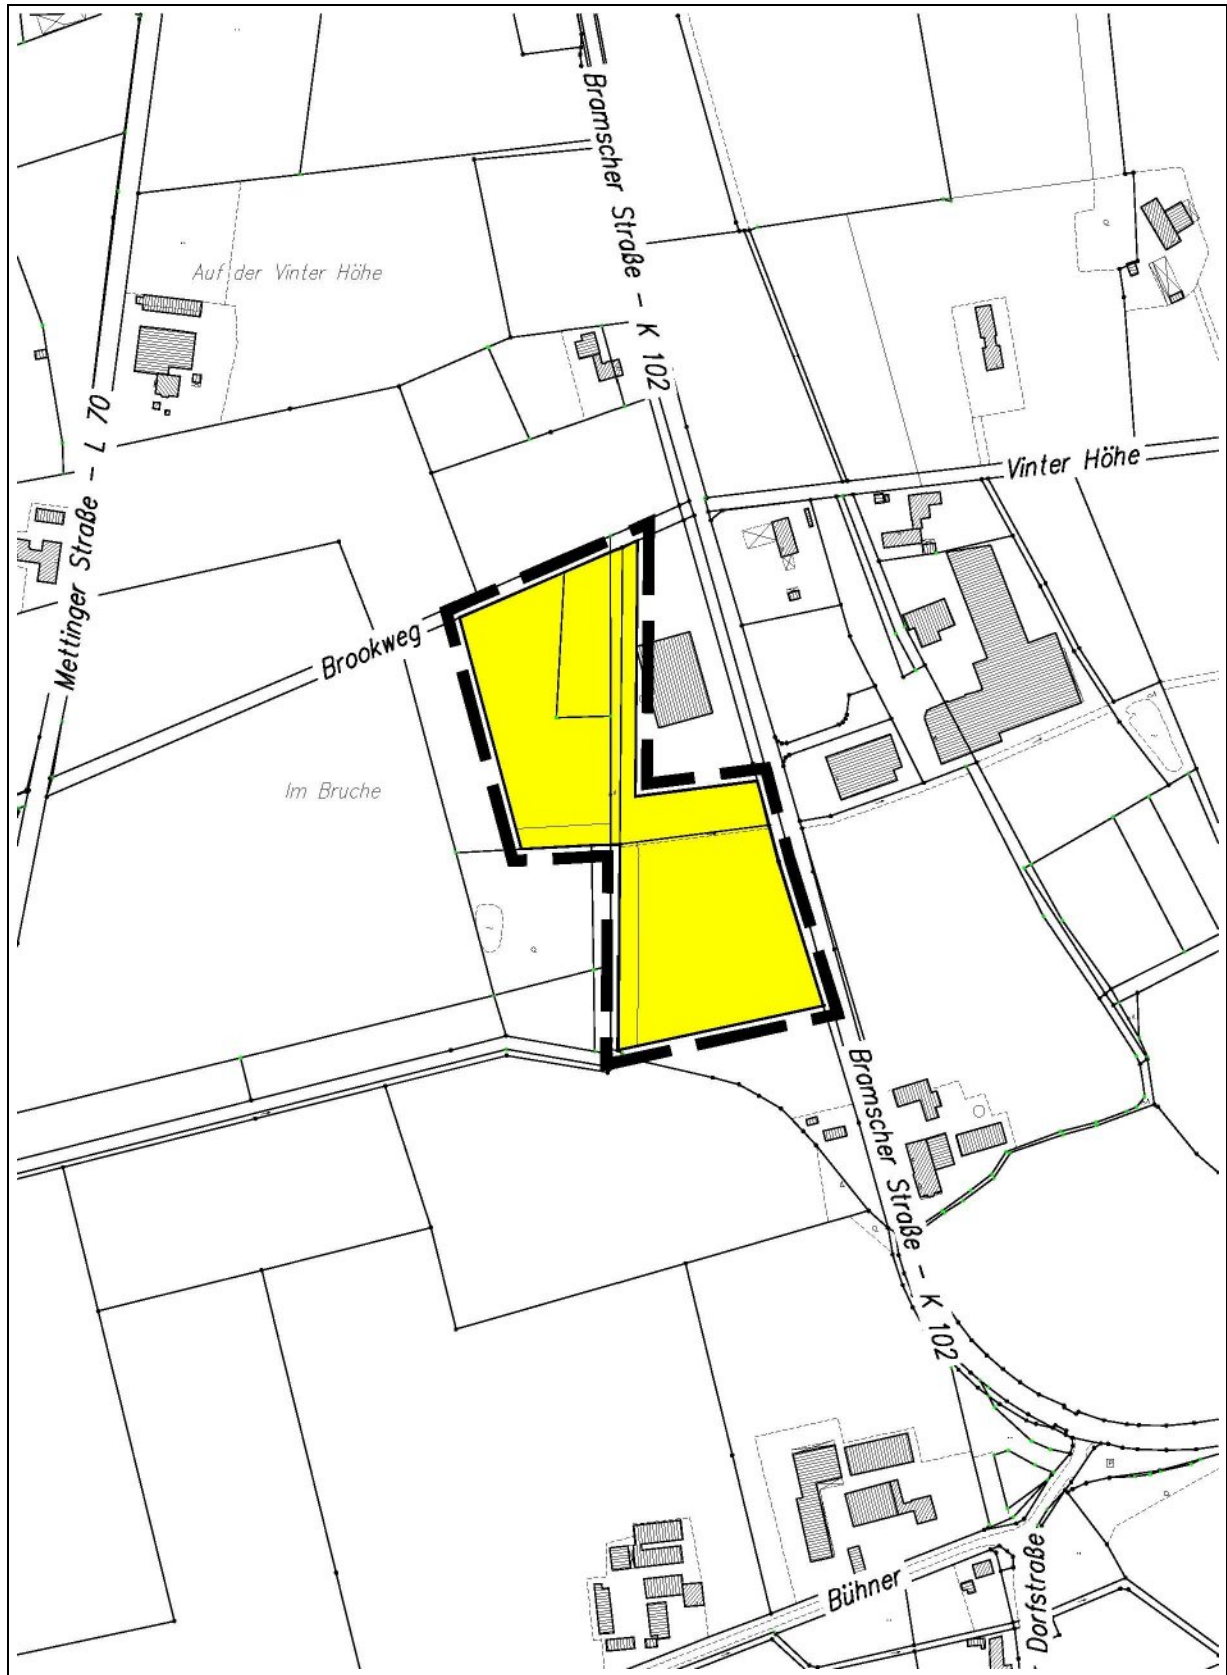 Bramscher Straße - K 102
Auf der Vinter Höhe
Mettinger Straße - L 70
Vinter Höhe
Brookweg
Im Bruche
Bramscher Straße - K 102
Bühner
Dorfstraße
P